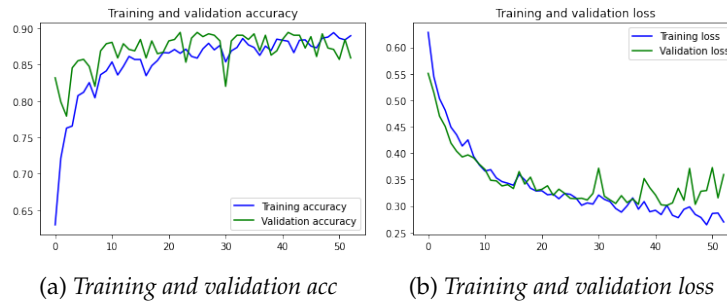 Training and validation accuracy
0.90
0.85
0.80
0.75
0.70
0.65
Training accuracy
Validation accuracy
0 10 20 30 40 50
(a) Training and validation acc
Training and validation loss
0.60
0.55
0.50
0.45
0.40
0.35
0.30
0.25
Training loss
Validation loss
0 10 20 30 40 50
(b) Training and validation loss